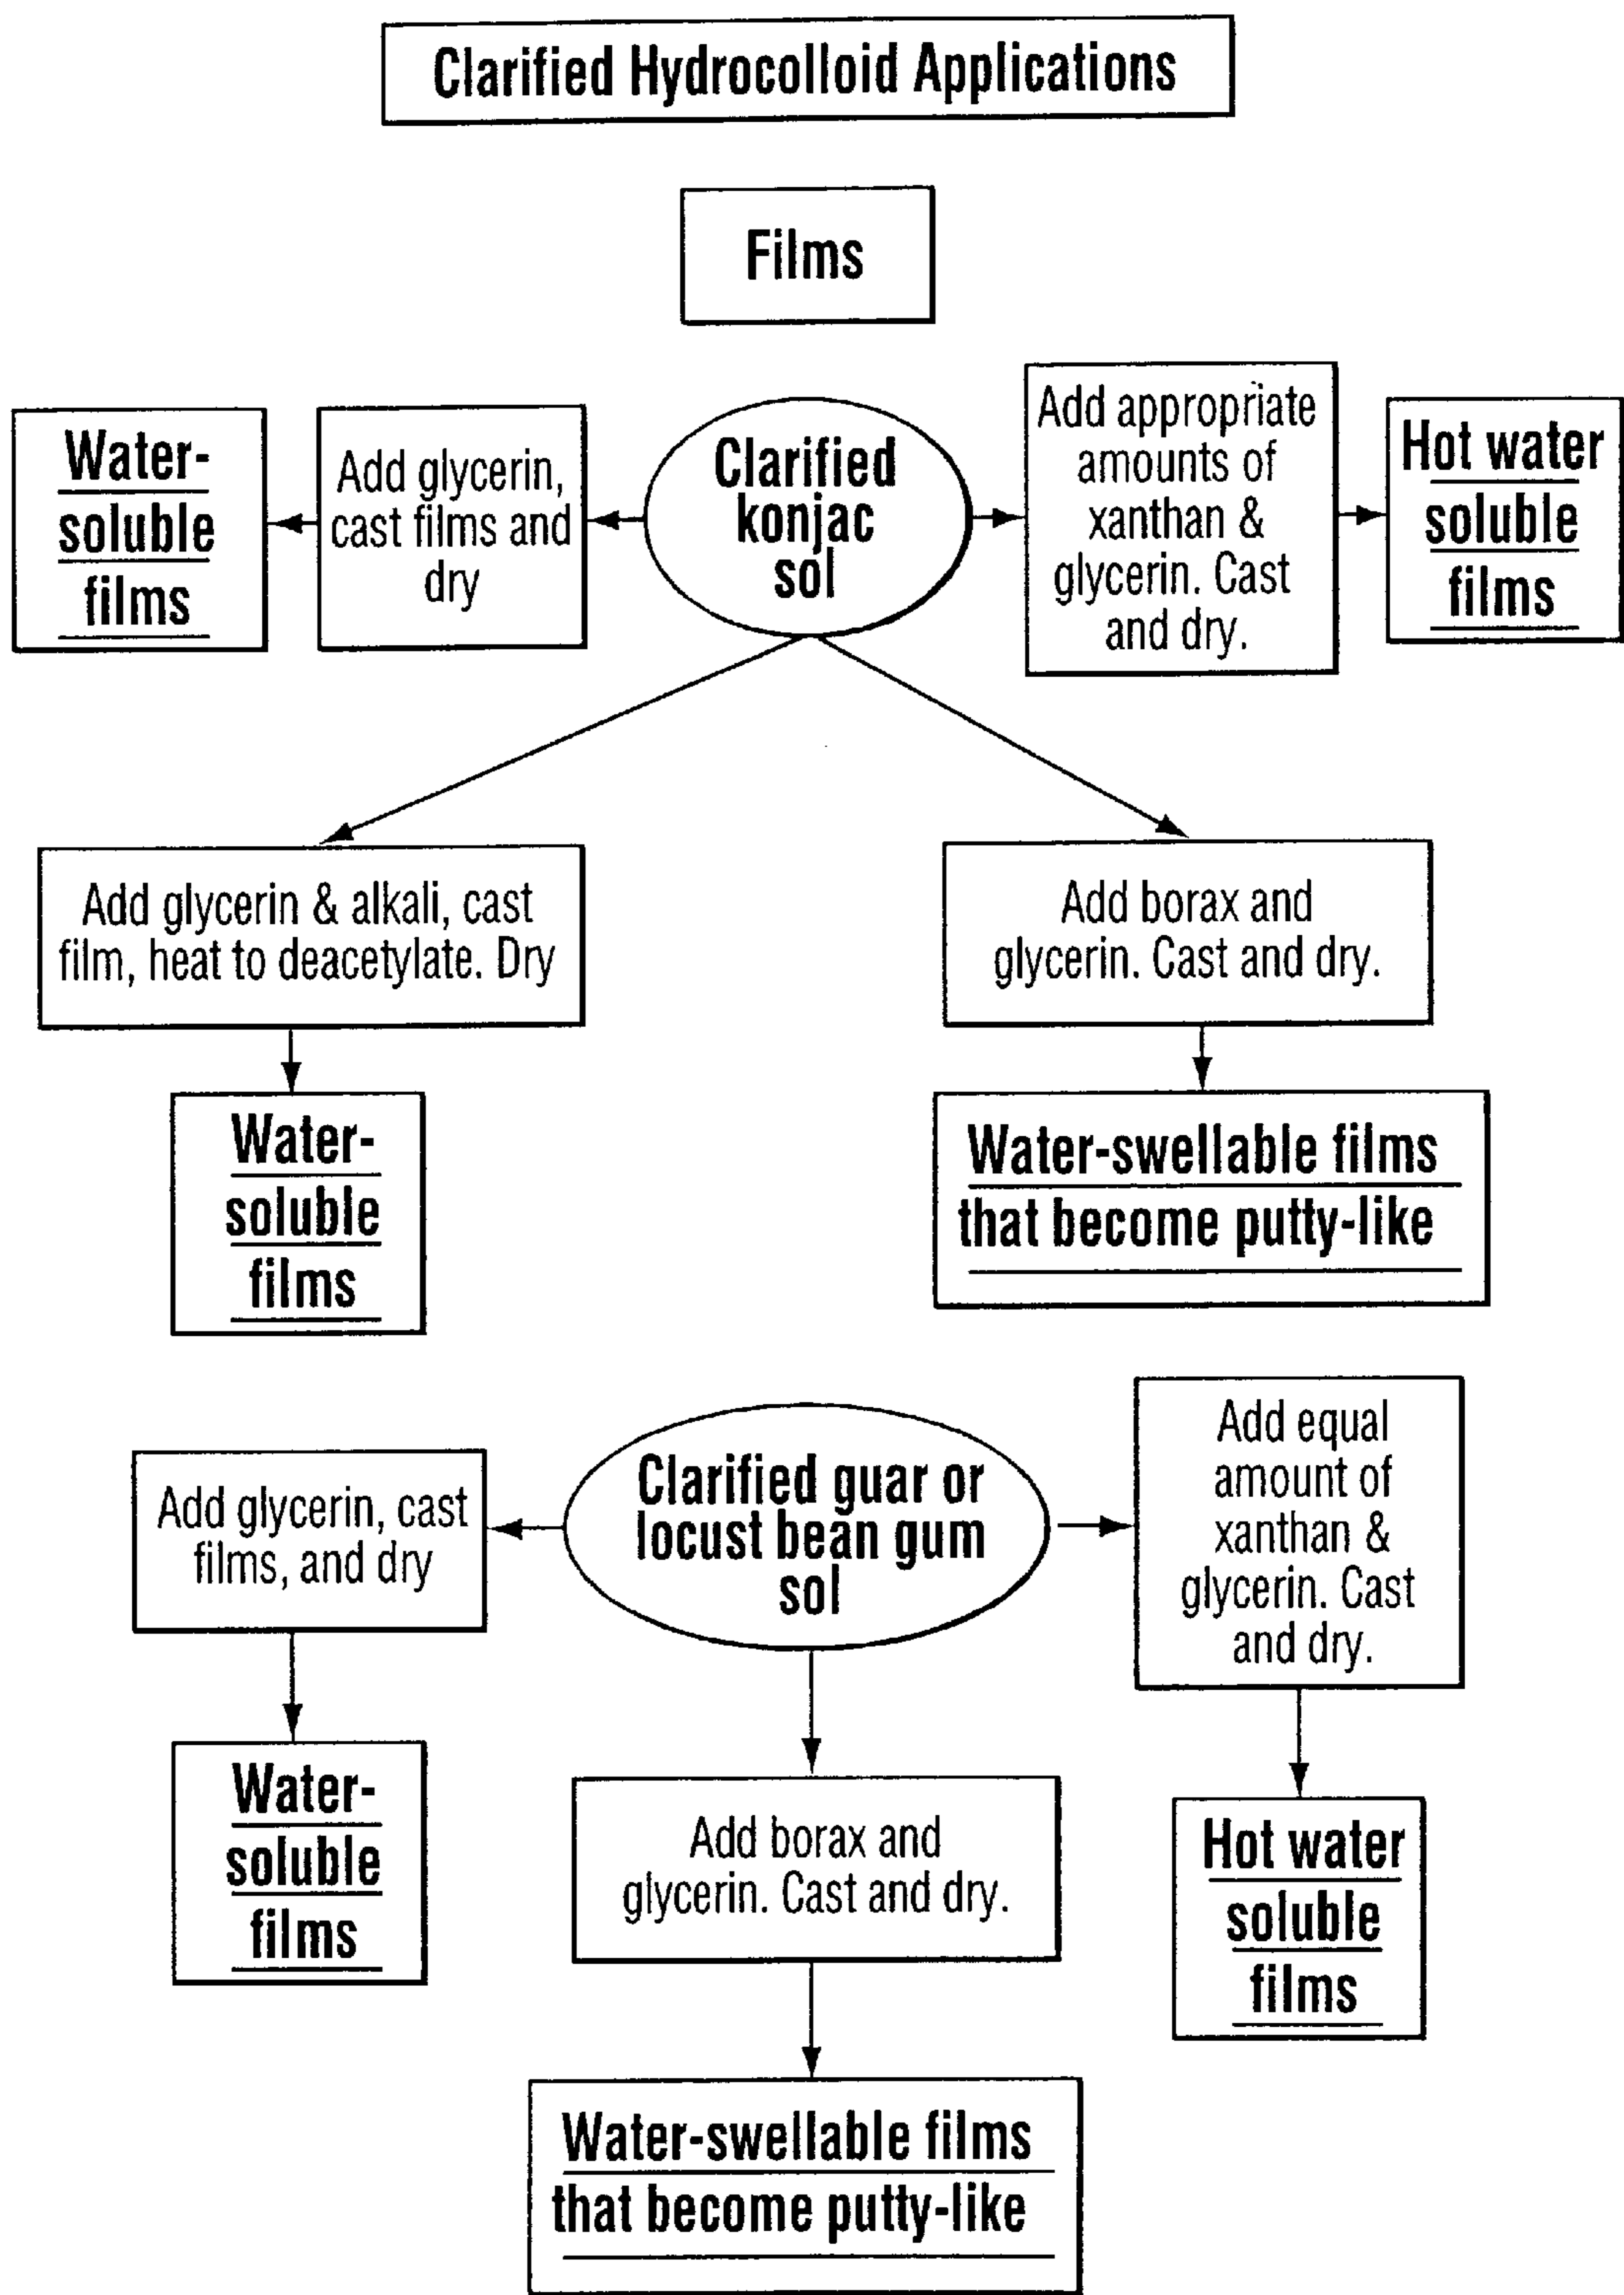 Clarified Hydrocolloid Applications
Films
Water-
soluble
films
Add glycerin,
cast films and
dry
Clarified
konjac
sol
Add appropriate
amounts of
xanthan &
glycerin. Cast
and dry.
Hot water
soluble
films
Add glycerin & alkali, cast
film, heat to deacetylate. Dry
Add borax and
glycerin. Cast and dry.
Water-
soluble
films
Water-swellable films
that become putty-like
Add glycerin, cast
films, and dry
Clarified guar or
locust bean gum
sol
Add equal
amount of
xanthan &
glycerin. Cast
and dry.
Water-
soluble
films
Add borax and
glycerin. Cast and dry.
Hot water
soluble
films
Water-swellable films
that become putty-like